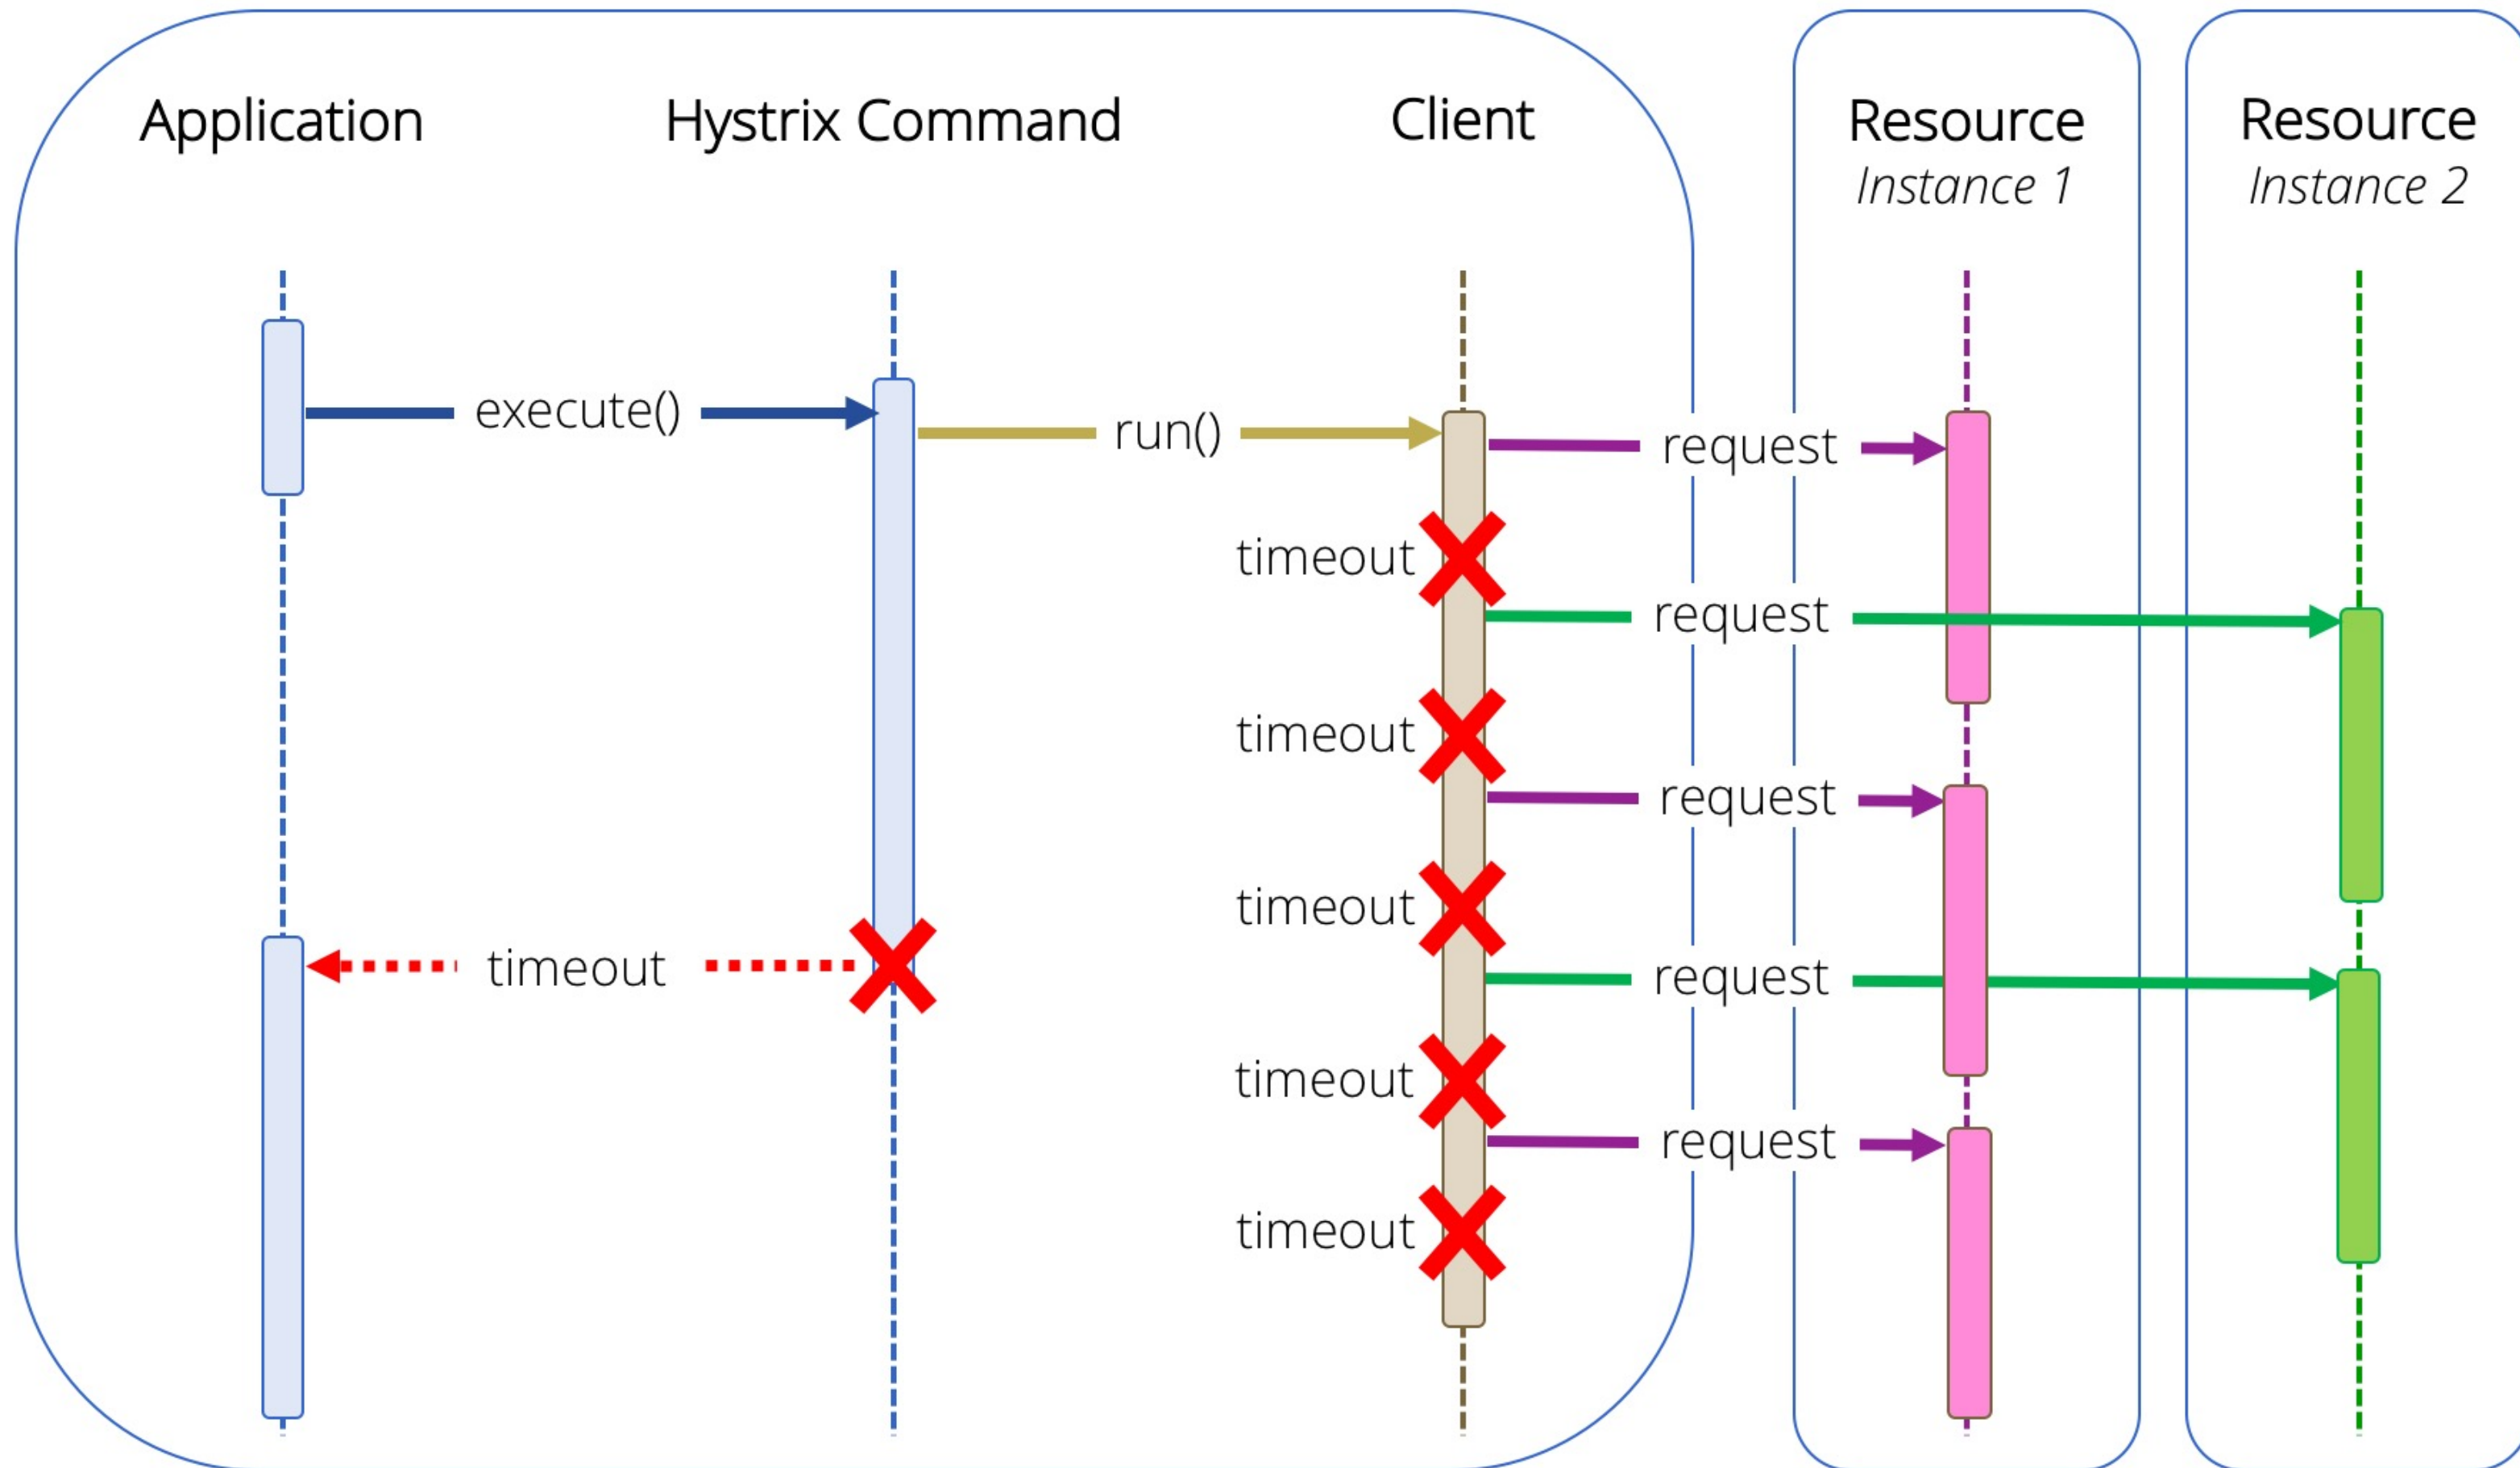 Application
Hystrix Command
Client
Resource
Instance 1
Resource
Instance 2
execute()
run()
request
timeout
request
timeout
request
timeout
timeout
request
timeout
request
timeout